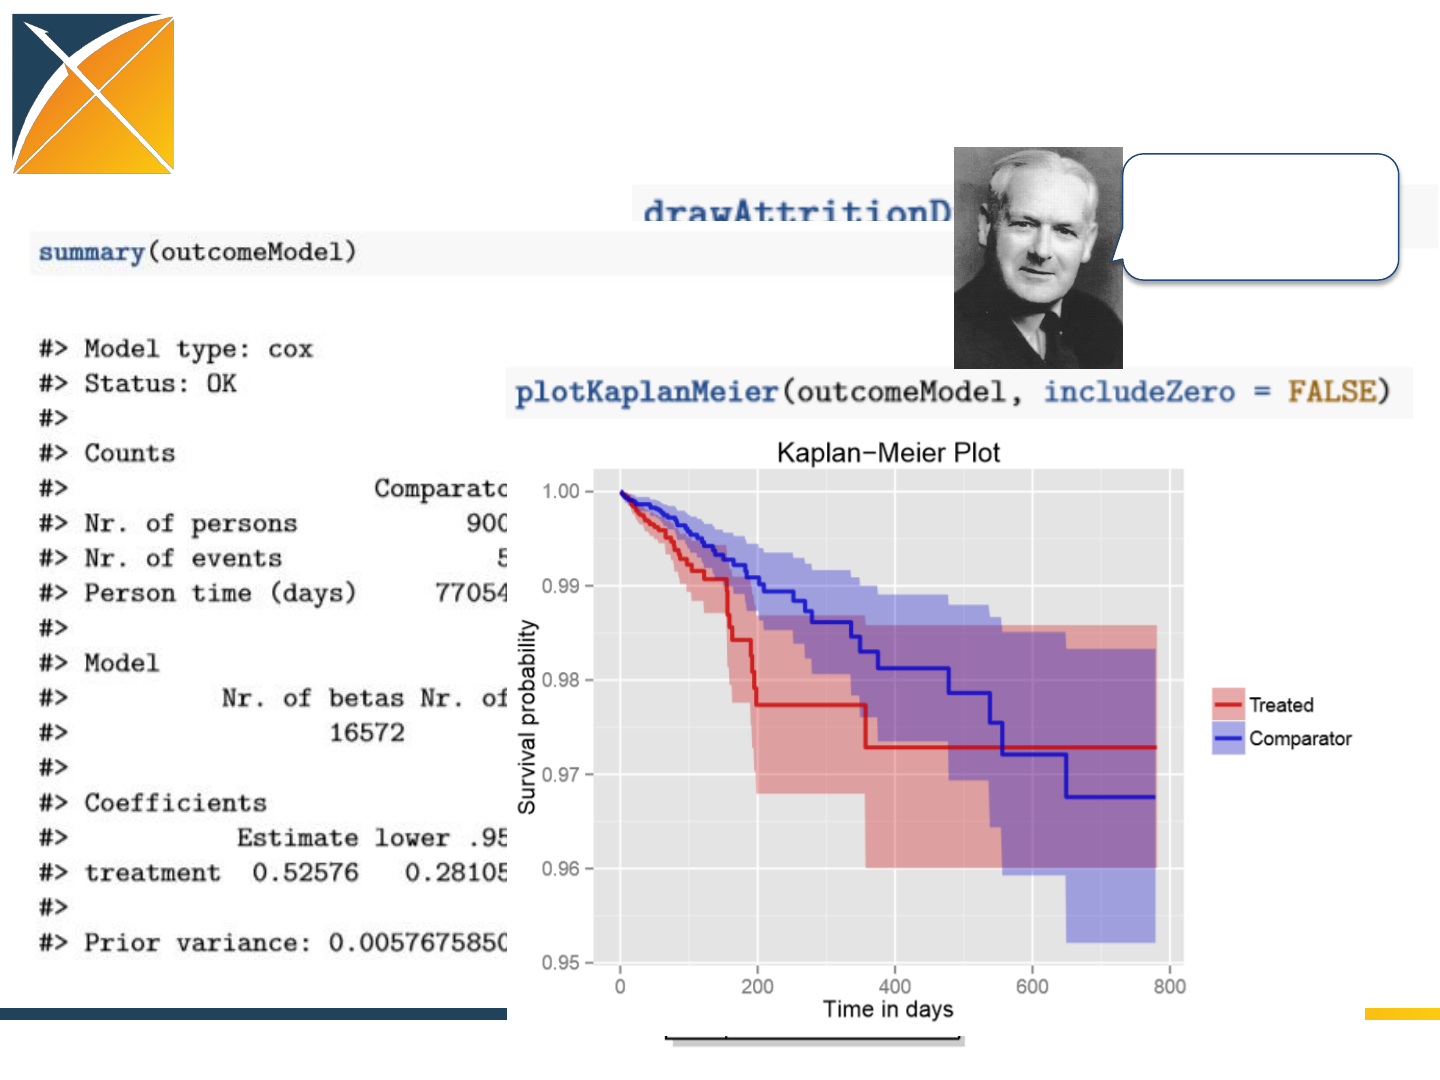 drawAttritionD
summary(outcomeModel)
#> Model type: cox
#> Status: OK
#>
#> Counts
#> Comparato
#> Nr. of persons 900
#> Nr. of events 5
#> Person time (days) 77054
#>
#> Model
#> Nr. of betas Nr. of
#> 16572
#>
#> Coefficients
#> Estimate lower .95
#> treatment 0.52576 0.28105
#>
#> Prior variance: 0.0057675850
plotKaplanMeier(outcomeModel, includeZero = FALSE)
Kaplan−Meier Plot
Survival probability
1.00
0.99
0.98
0.97
0.96
0.95
0
200
400
600
800
Time in days
Treated
Comparator